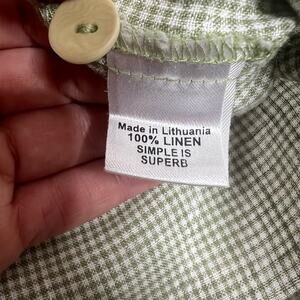 Made in Lithuania
100% LINEN
SIMPLE IS
SUPERB